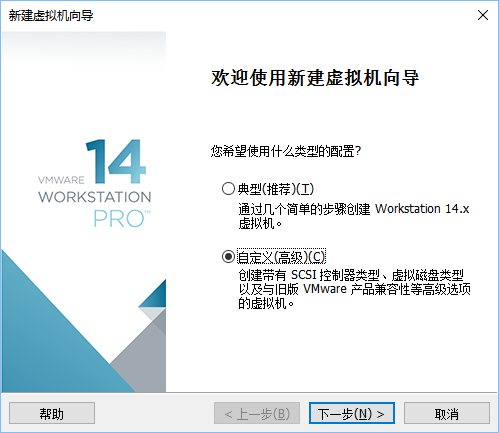 新建虚拟机向导
欢迎使用新建虚拟机向导
14
VMWARE
WORKSTATION
PRO™
您希望使用什么类型的配置?
典型(推荐)(T)
通过几个简单的步骤创建 Workstation 14.x
虚拟机。
自定义(高级)(C)
创建带有 SCSI 控制器类型、虚拟磁盘类型
以及与旧版 VMware 产品兼容性等高级选项
的虚拟机。
帮助
< 上一步(B)
下一步(N) >
取消